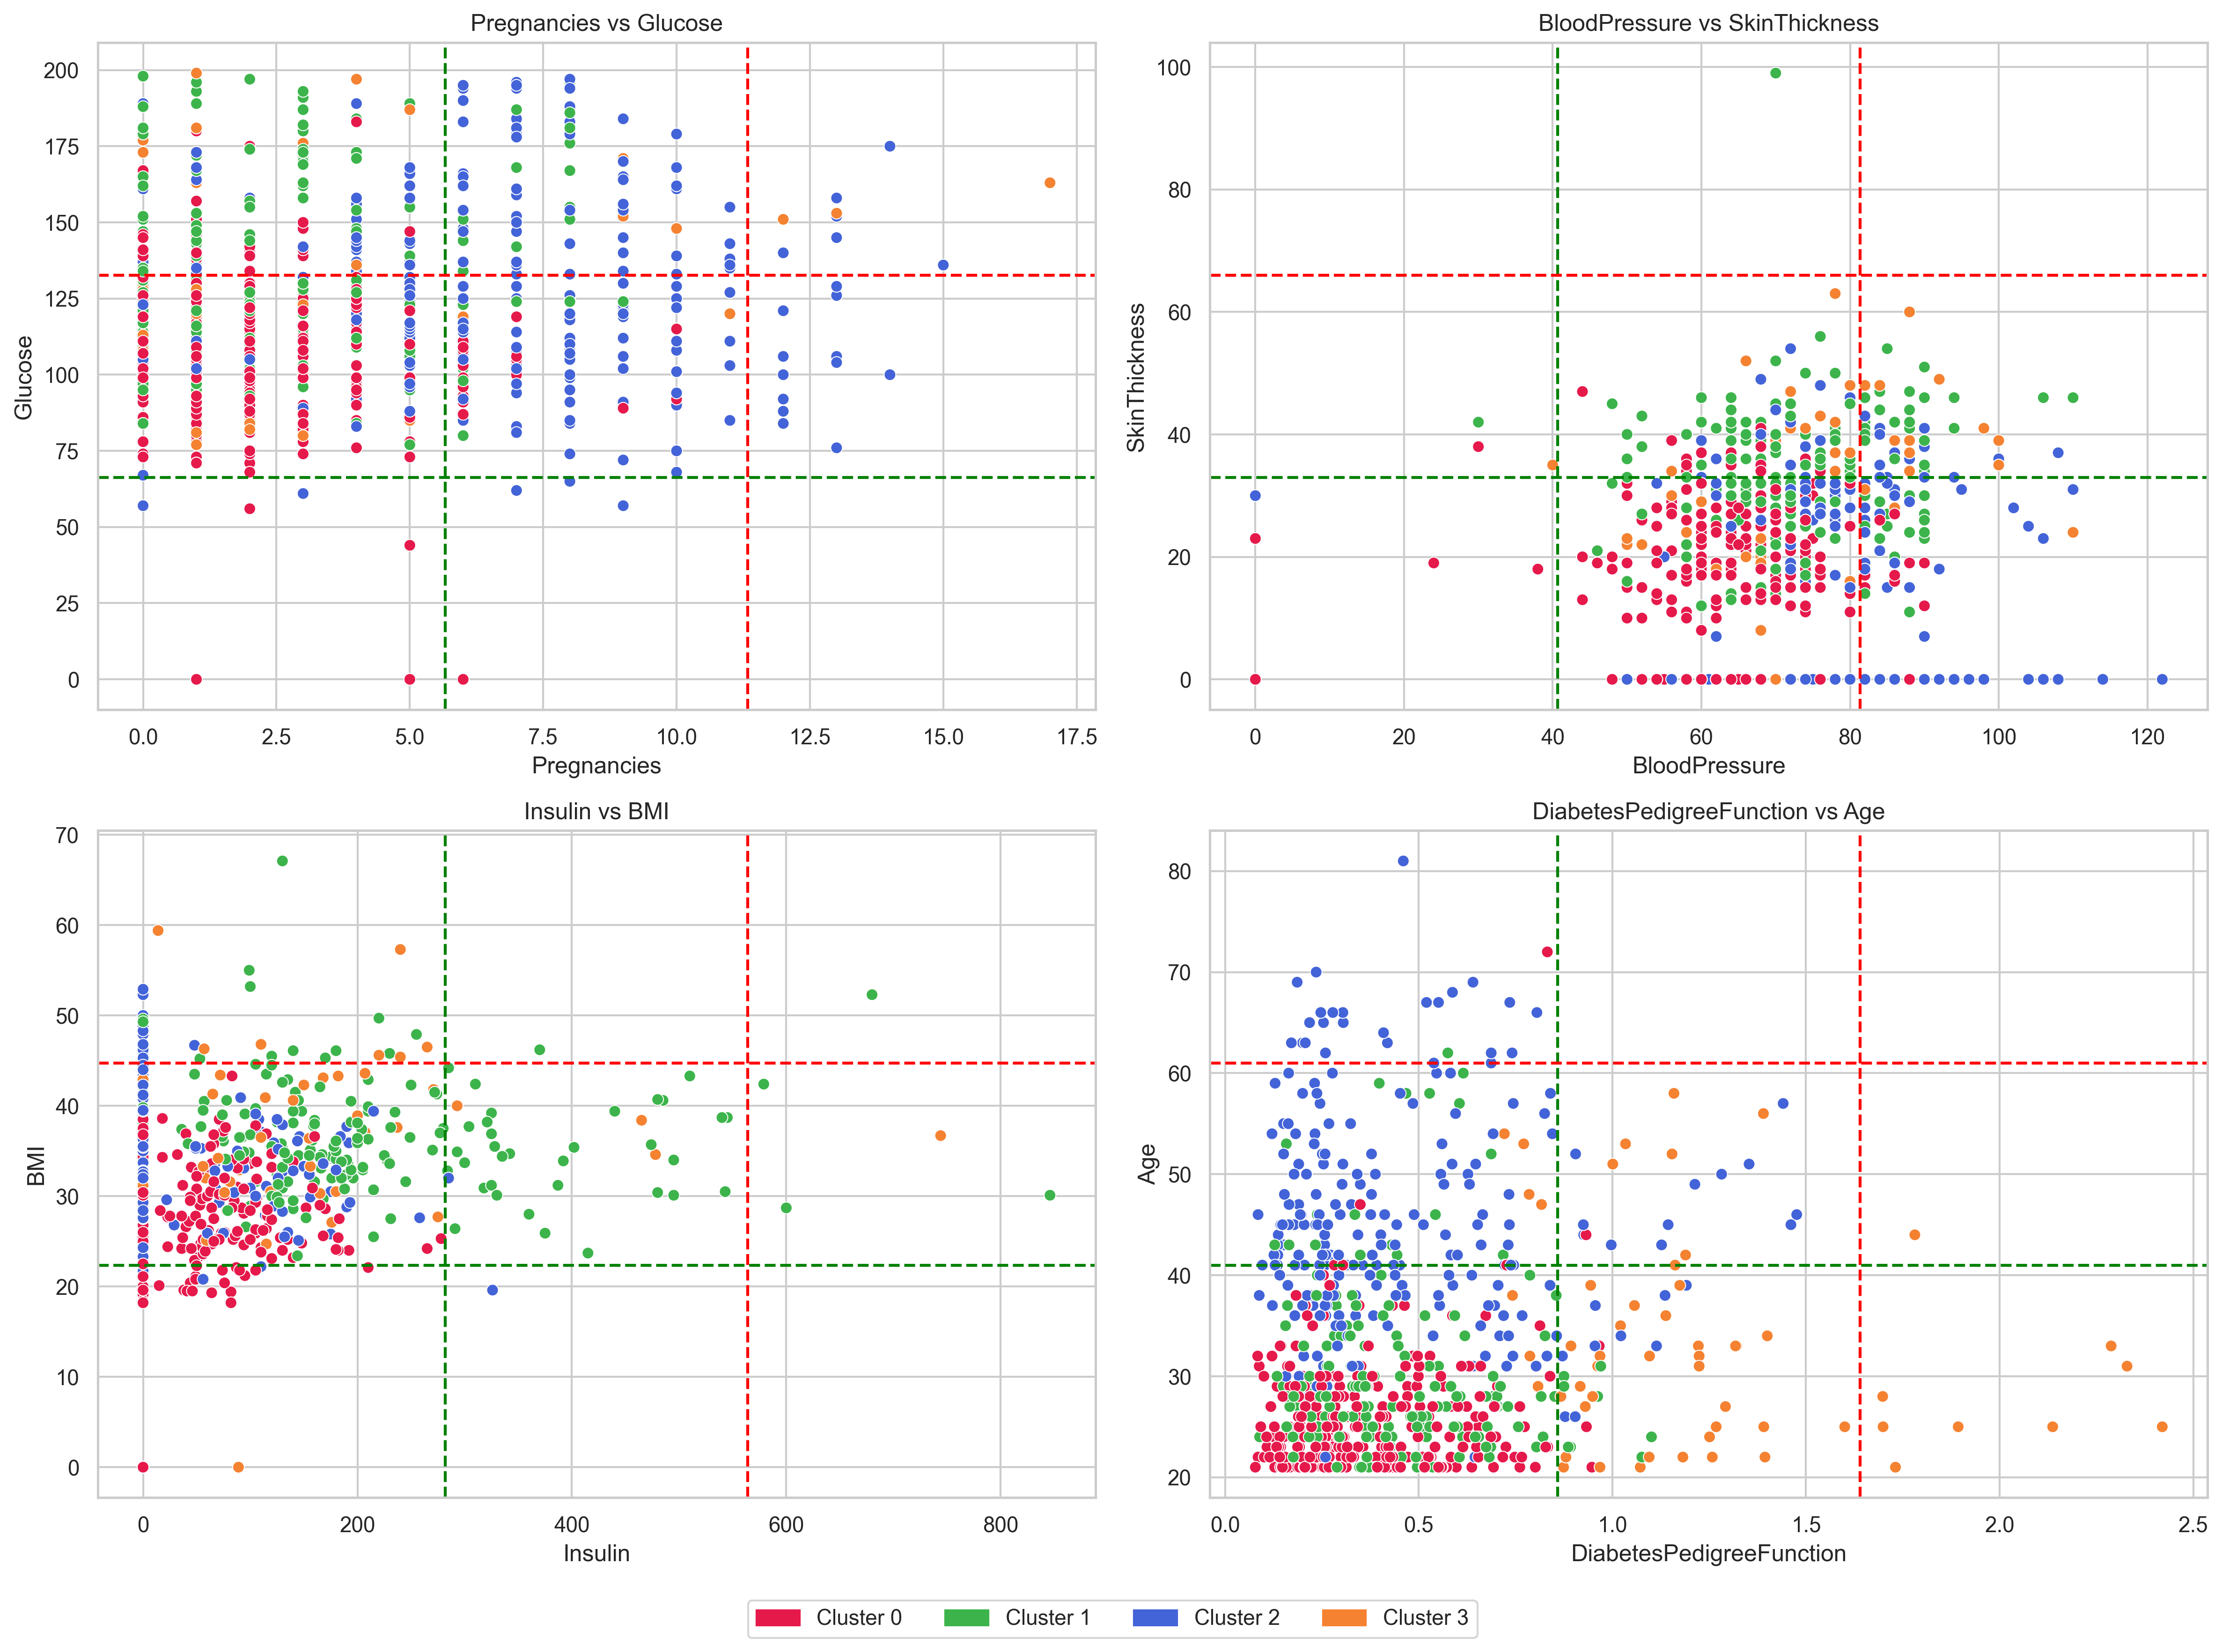 Pregnancies vs Glucose
200
175
150
125
100
75
50
25
0
Glucose
0.0 2.5 5.0 7.5 10.0 12.5 15.0 17.5
Pregnancies
BloodPressure vs SkinThickness
100
80
60
40
20
0
SkinThickness
0 20 40 60 80 100 120
BloodPressure
Insulin vs BMI
70
60
50
40
30
20
10
0
BMI
0 200 400 600 800
Insulin
DiabetesPedigreeFunction vs Age
80
70
60
50
40
30
20
Age
0.0 0.5 1.0 1.5 2.0 2.5
DiabetesPedigreeFunction
Cluster 0 Cluster 1 Cluster 2 Cluster 3